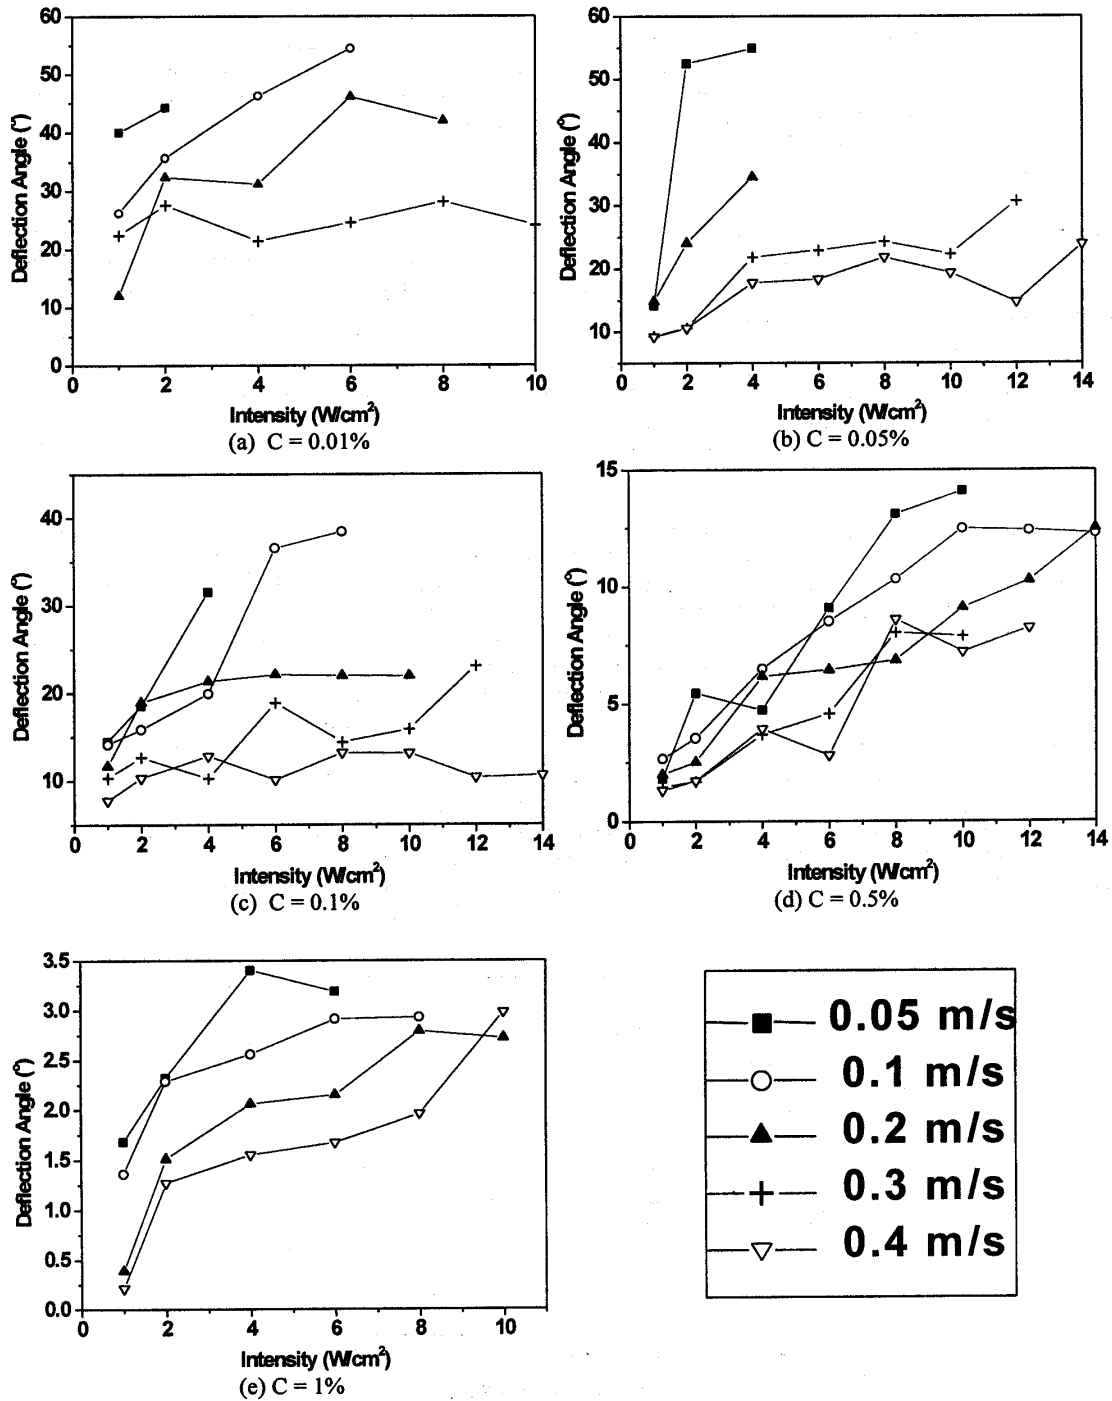 60
50
40
30
20
10
0
Deflection Angle (°)
0 2 4 6 8 10
Intensity (W/cm²)
(a) C = 0.01%
60
50
40
30
20
10
Deflection Angle (°)
0 2 4 6 8 10 12 14
Intensity (W/cm²)
(b) C = 0.05%
40
30
20
10
Deflection Angle (°)
0 2 4 6 8 10 12 14
Intensity (W/cm²)
(c) C = 0.1%
15
10
5
0
Deflection Angle (°)
0 2 4 6 8 10 12 14
Intensity (W/cm²)
(d) C = 0.5%
3.5
3.0
2.5
2.0
1.5
1.0
0.5
0.0
Deflection Angle (°)
0 2 4 6 8 10
Intensity (W/cm²)
(e) C = 1%
0.05 m/s
0.1 m/s
0.2 m/s
0.3 m/s
0.4 m/s